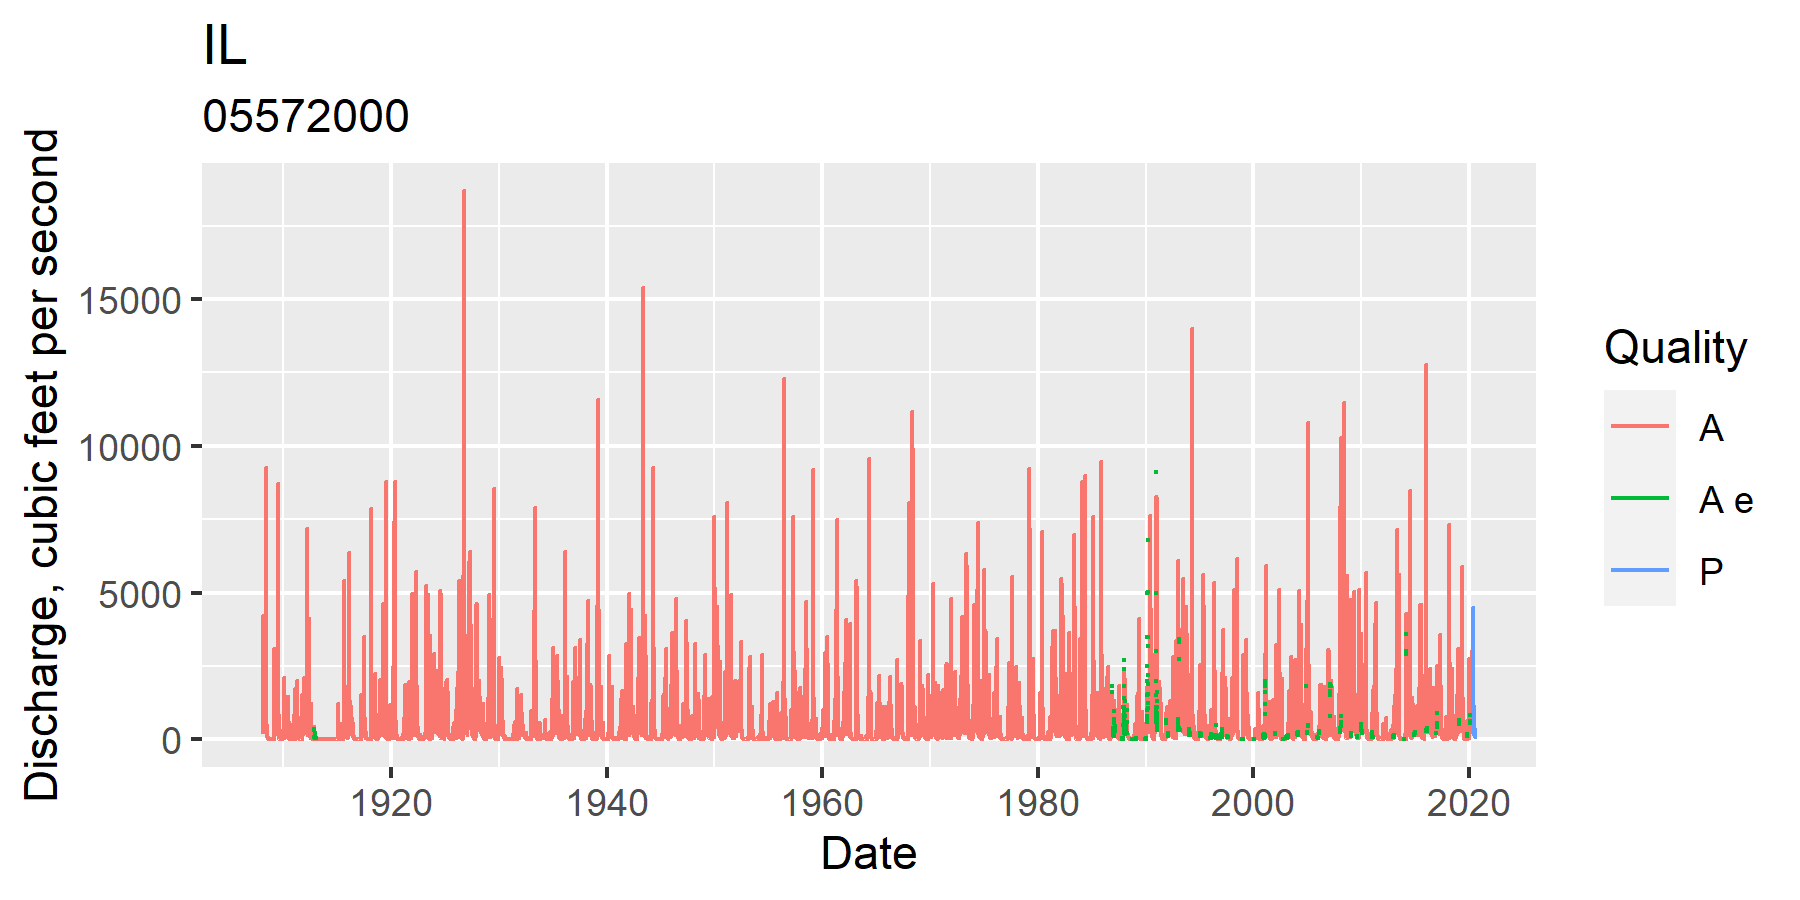 IL
05572000
Discharge, cubic feet per second
15000
10000
5000
0
1920
1940
1960
1980
2000
2020
Date
Quality
A
A e
P